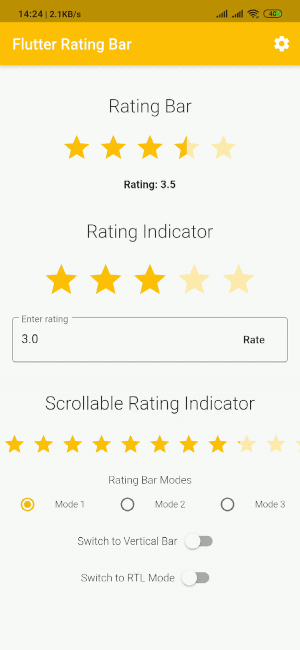 14:24 | 2.1KB/s
40
Flutter Rating Bar
Rating Bar
Rating: 3.5
Rating Indicator
Enter rating
3.0
Rate
Scrollable Rating Indicator
Rating Bar Modes
Mode 1
Mode 2
Mode 3
Switch to Vertical Bar
Switch to RTL Mode